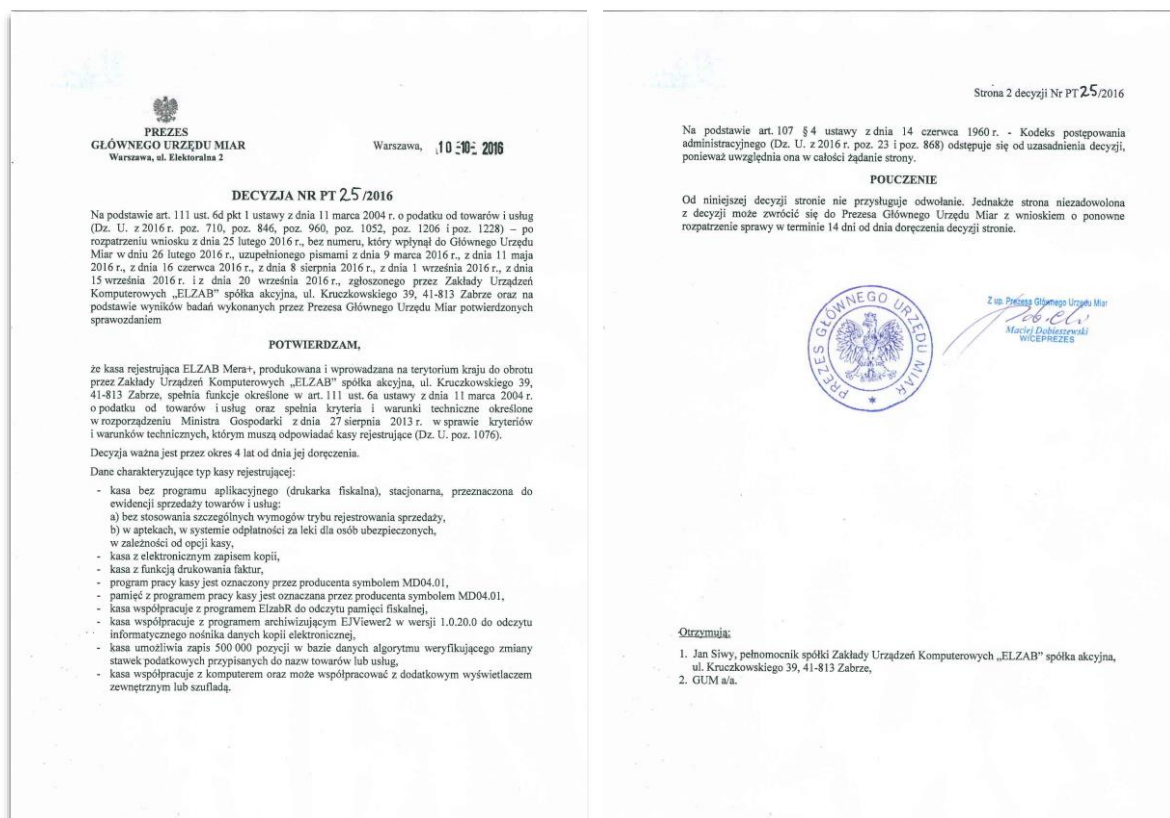 PREZES
GŁÓWNEGO URZĘDU MIAR
Warszawa, ul. Elektoralna 2
Warszawa, 10 -10- 2016
DECYZJA NR PT 25/2016
Na podstawie art. 111 ust. 6d pkt 1 ustawy z dnia 11 marca 2004 r. o podatku od towarów i usług
(Dz. U. z 2016 r. poz. 710, poz. 846, poz. 960, poz. 1052, poz. 1206 i poz. 1228) – po
rozpatrzeniu wniosku z dnia 25 lutego 2016 r., bez numeru, który wpłynął do Głównego Urzędu
Miar w dniu 26 lutego 2016 r., uzupełnionego pismami z dnia 9 marca 2016 r., z dnia 11 maja
2016 r., z dnia 16 czerwca 2016 r., z dnia 8 sierpnia 2016 r., z dnia 1 września 2016 r., z dnia
15 września 2016 r. i z dnia 20 września 2016 r., zgłoszonego przez Zakłady Urządzeń
Komputerowych „ELZAB” spółka akcyjna, ul. Kruczkowskiego 39, 41-813 Zabrze oraz na
podstawie wyników badań wykonanych przez Prezesa Głównego Urzędu Miar potwierdzonych
sprawozdaniem
POTWIERDZAM,
że kasa rejestrująca ELZAB Mera+, produkowana i wprowadzana na terytorium kraju do obrotu
przez Zakłady Urządzeń Komputerowych „ELZAB” spółka akcyjna, ul. Kruczkowskiego 39,
41-813 Zabrze, spełnia funkcje określone w art. 111 ust. 6a ustawy z dnia 11 marca 2004 r.
o podatku od towarów i usług oraz spełnia kryteria i warunki techniczne określone
w rozporządzeniu Ministra Gospodarki z dnia 27 sierpnia 2013 r. w sprawie kryteriów
i warunków technicznych, którym muszą odpowiadać kasy rejestrujące (Dz. U. poz. 1076).
Decyzja ważna jest przez okres 4 lat od dnia jej doręczenia.
Dane charakteryzujące typ kasy rejestrującej:
- kasa bez programu aplikacyjnego (drukarka fiskalna), stacjonarna, przeznaczona do
ewidencji sprzedaży towarów i usług:
a) bez stosowania szczególnych wymogów trybu rejestrowania sprzedaży,
b) w aptekach, w systemie odpłatności za leki dla osób ubezpieczonych,
w zależności od opcji kasy,
- kasa z elektronicznym zapisem kopii,
- kasa z funkcją drukowania faktur,
- program pracy kasy jest oznaczony przez producenta symbolem MD04.01,
- pamięć z programem pracy kasy jest oznaczana przez producenta symbolem MD04.01,
- kasa współpracuje z programem ElzabR do odczytu pamięci fiskalnej,
- kasa współpracuje z programem archiwizującym EJViewer2 w wersji 1.0.20.0 do odczytu
informatycznego nośnika danych kopii elektronicznej,
- kasa umożliwia zapis 500 000 pozycji w bazie danych algorytmu weryfikującego zmiany
stawek podatkowych przypisanych do nazw towarów lub usług,
- kasa współpracuje z komputerem oraz może współpracować z dodatkowym wyświetlaczem
zewnętrznym lub szufladą.
Strona 2 decyzji Nr PT 25/2016
Na podstawie art. 107 § 4 ustawy z dnia 14 czerwca 1960 r. - Kodeks postępowania
administracyjnego (Dz. U. z 2016 r. poz. 23 i poz. 868) odstępuje się od uzasadnienia decyzji,
ponieważ uwzględnia ona w całości żądanie strony.
POUCZENIE
Od niniejszej decyzji stronie nie przysługuje odwołanie. Jednakże strona niezadowolona
z decyzji może zwrócić się do Prezesa Głównego Urzędu Miar z wnioskiem o ponowne
rozpatrzenie sprawy w terminie 14 dni od dnia doręczenia decyzji stronie.
PREZES GŁÓWNEGO URZĘDU MIAR
Z up. Prezesa Głównego Urzędu Miar
Maciej Dobieszewski
WICEPREZES
Otrzymują:
1. Jan Siwy, pełnomocnik spółki Zakłady Urządzeń Komputerowych „ELZAB” spółka akcyjna,
ul. Kruczkowskiego 39, 41-813 Zabrze,
2. GUM a/a.